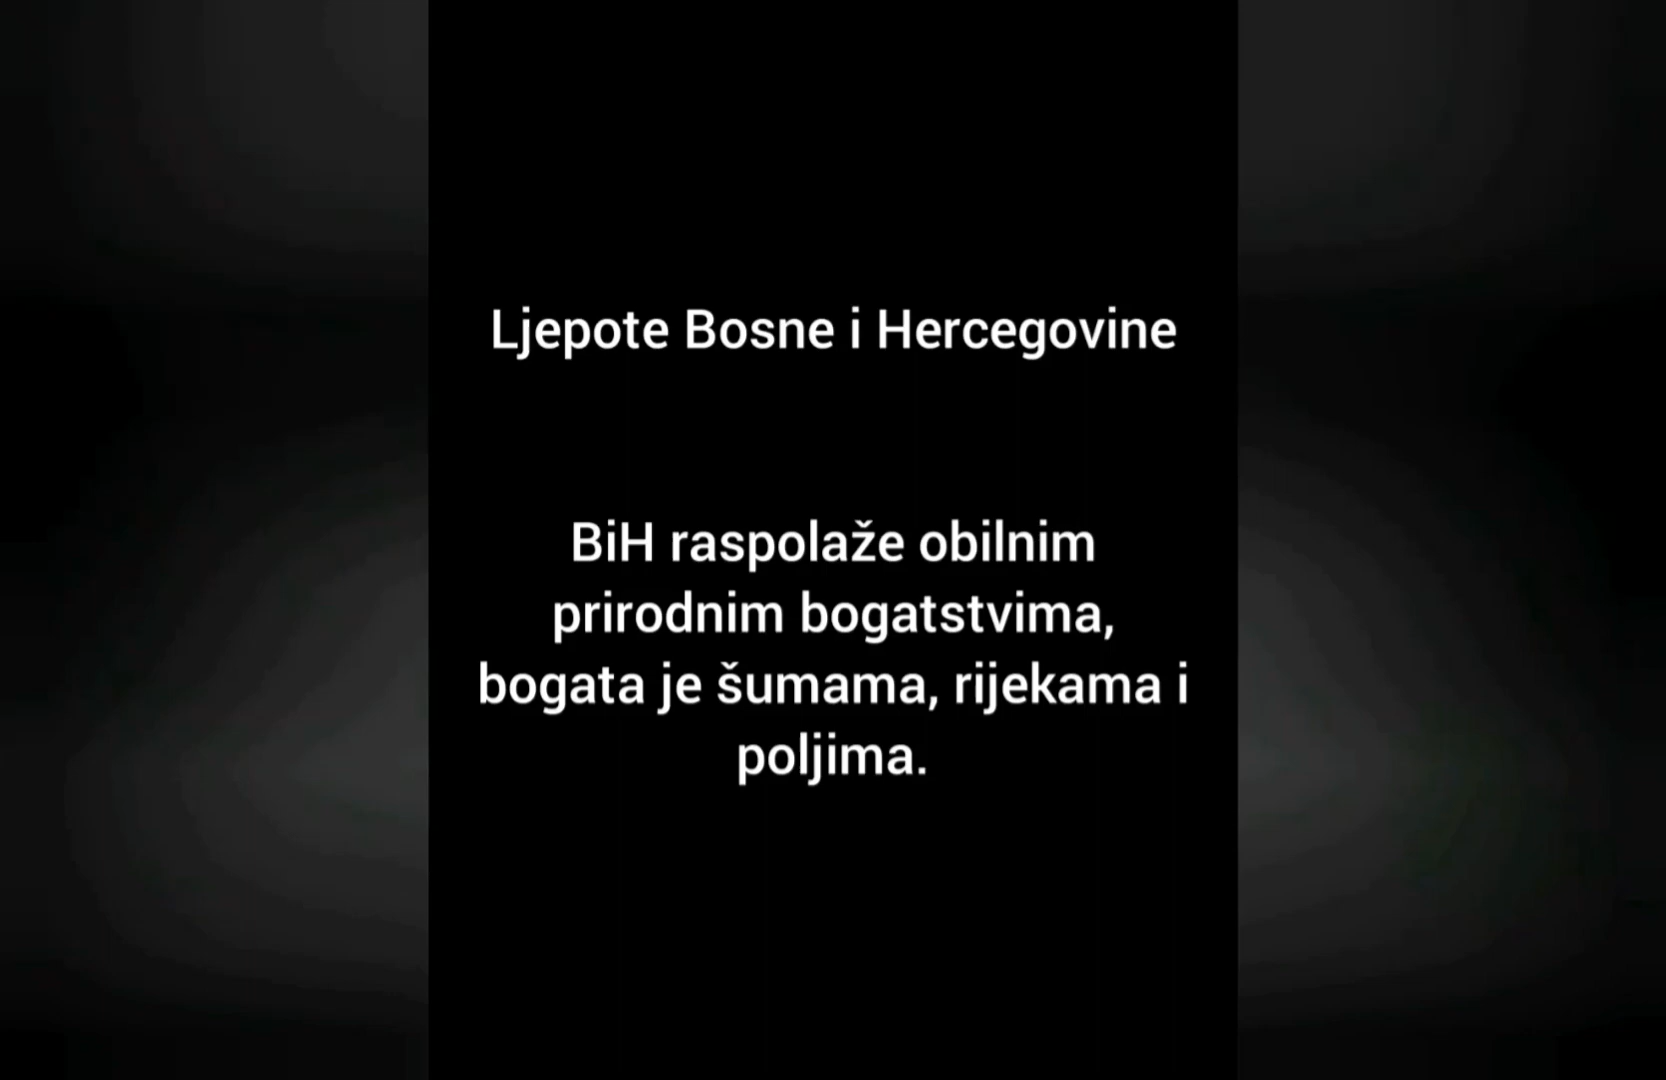 Ljepote Bosne i Hercegovine
BiH raspolaže obilnim
prirodnim bogatstvima,
bogata je šumama, rijekama i
poljima.